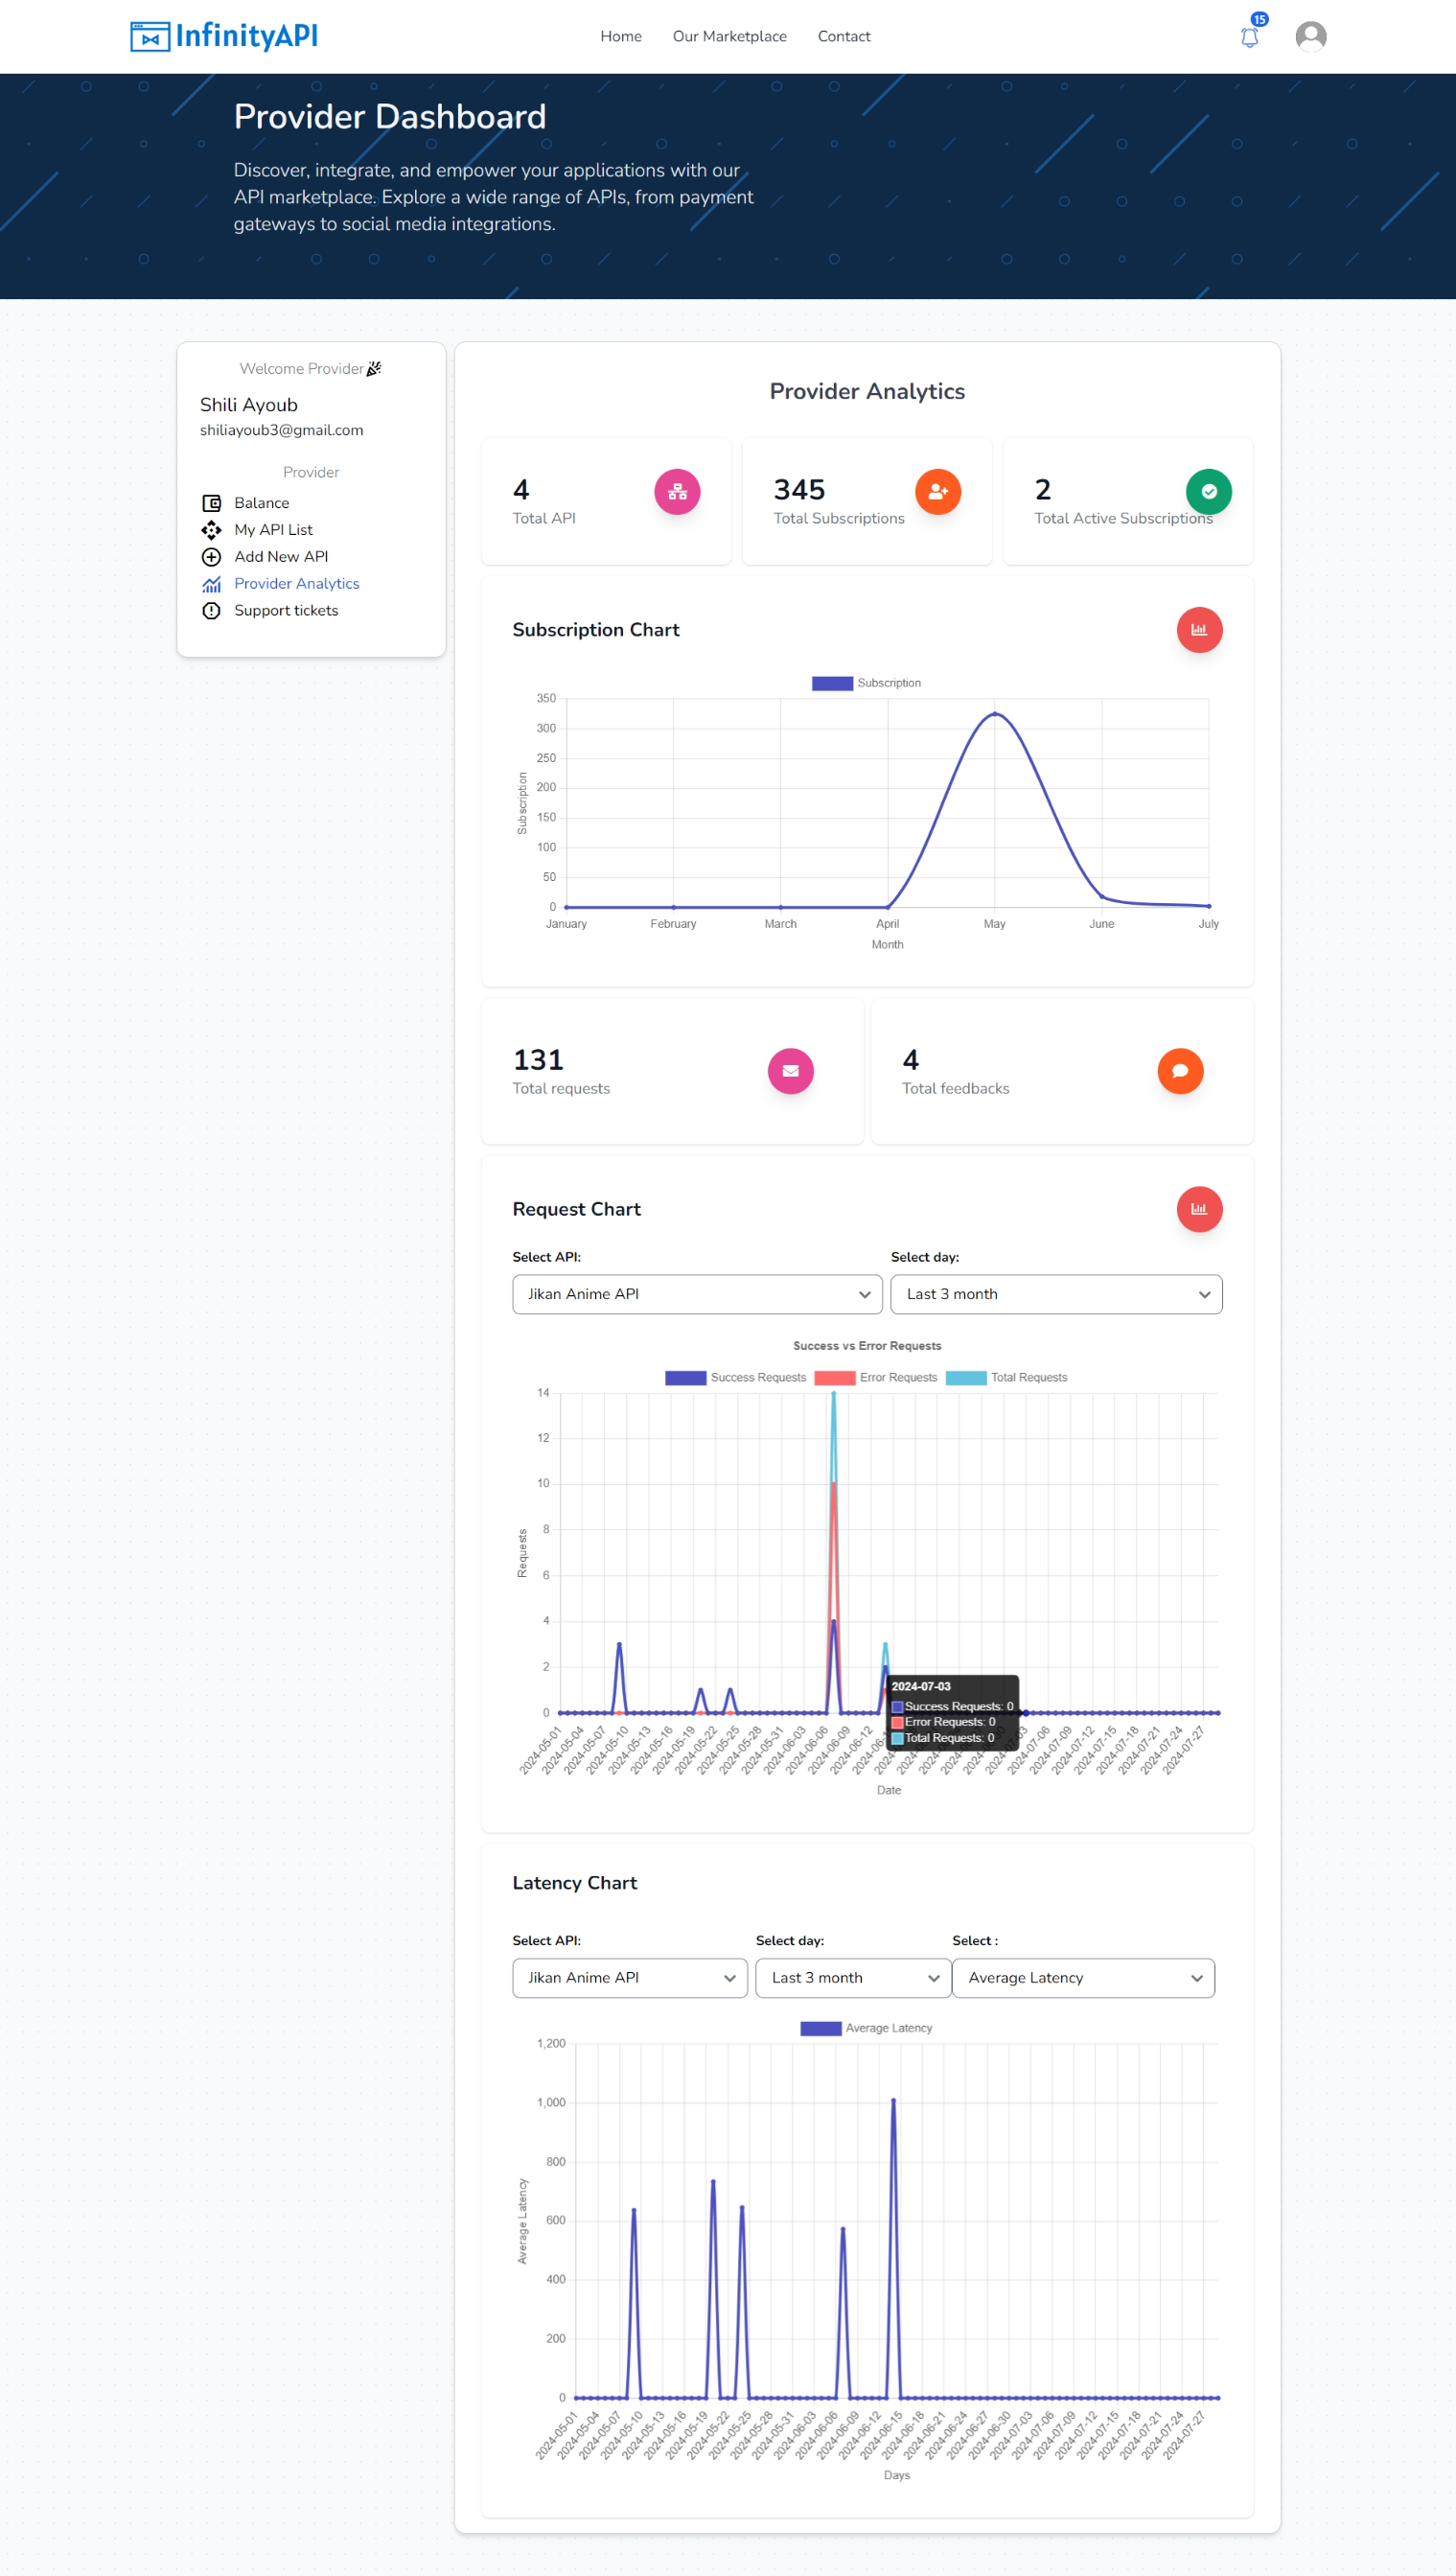 InfinityAPI
Home
Our Marketplace
Contact
15
Provider Dashboard
Discover, integrate, and empower your applications with our
API marketplace. Explore a wide range of APIs, from payment
gateways to social media integrations.
Welcome Provider
Shili Ayoub
shiliayoub3@gmail.com
Provider
Balance
My API List
Add New API
Provider Analytics
Support tickets
Provider Analytics
4
Total API
345
Total Subscriptions
2
Total Active Subscriptions
Subscription Chart
Subscription
350
300
250
200
150
100
50
0
Subscription
January
February
March
April
May
June
July
Month
131
Total requests
4
Total feedbacks
Request Chart
Select API:
Select day:
Jikan Anime API
Last 3 month
Success vs Error Requests
Success Requests
Error Requests
Total Requests
14
12
10
8
6
4
2
0
Requests
2024-07-03
Success Requests: 0
Error Requests: 0
Total Requests: 0
2024-05-01
2024-05-04
2024-05-07
2024-05-10
2024-05-13
2024-05-16
2024-05-19
2024-05-22
2024-05-25
2024-05-28
2024-05-31
2024-06-03
2024-06-06
2024-06-09
2024-06-12
2024-07-06
2024-07-09
2024-07-12
2024-07-15
2024-07-18
2024-07-21
2024-07-24
2024-07-27
Date
Latency Chart
Select API:
Select day:
Select :
Jikan Anime API
Last 3 month
Average Latency
Average Latency
1,200
1,000
800
600
400
200
0
Average Latency
2024-05-01
2024-05-04
2024-05-07
2024-05-10
2024-05-13
2024-05-16
2024-05-19
2024-05-22
2024-05-25
2024-05-28
2024-05-31
2024-06-03
2024-06-06
2024-06-09
2024-06-12
2024-06-15
2024-06-18
2024-06-21
2024-06-24
2024-06-27
2024-06-30
2024-07-03
2024-07-06
2024-07-09
2024-07-12
2024-07-15
2024-07-18
2024-07-21
2024-07-24
2024-07-27
Days